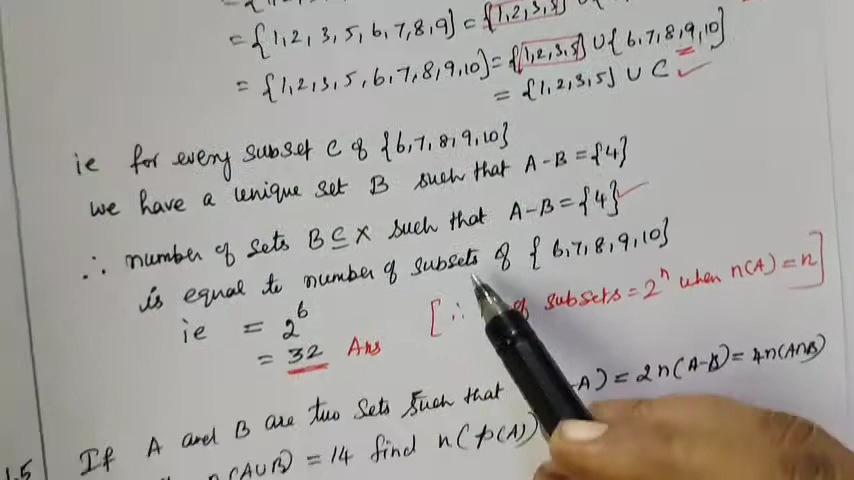 = {1, 2, 3, 5, 6, 7, 8, 9} = {1, 2, 3, 5} ∪
= {1, 2, 3, 5, 6, 7, 8, 9, 10} = {1, 2, 3, 5} ∪ {6, 7, 8, 9, 10}
= {1, 2, 3, 5} ∪ C ✓
ie for every subset C of {6, 7, 8, 9, 10}
we have a unique set B such that A-B = {4}
∴ number of sets B ⊆ X such that A-B = {4} ✓
is equal to number of subsets of { 6, 7, 8, 9, 10}
ie = 2^6 [∴ of subsets = 2^n when n(A) = n]
= 32 Ans
If A and B are two sets such that -A) = 2n(A-B) = 4n(A∩B)
n(A∪B) = 14 find n(p(A)